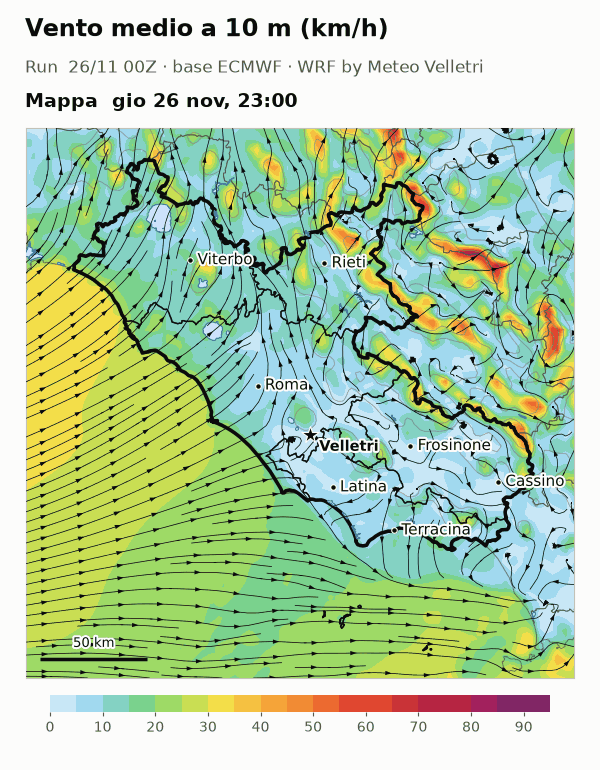 Vento medio a 10 m (km/h)
Run 26/11 00Z · base ECMWF · WRF by Meteo Velletri
Mappa gio 26 nov, 23:00
Viterbo
Rieti
Roma
Velletri
Frosinone
Cassino
Latina
Terracina
50 km
0 10 20 30 40 50 60 70 80 90